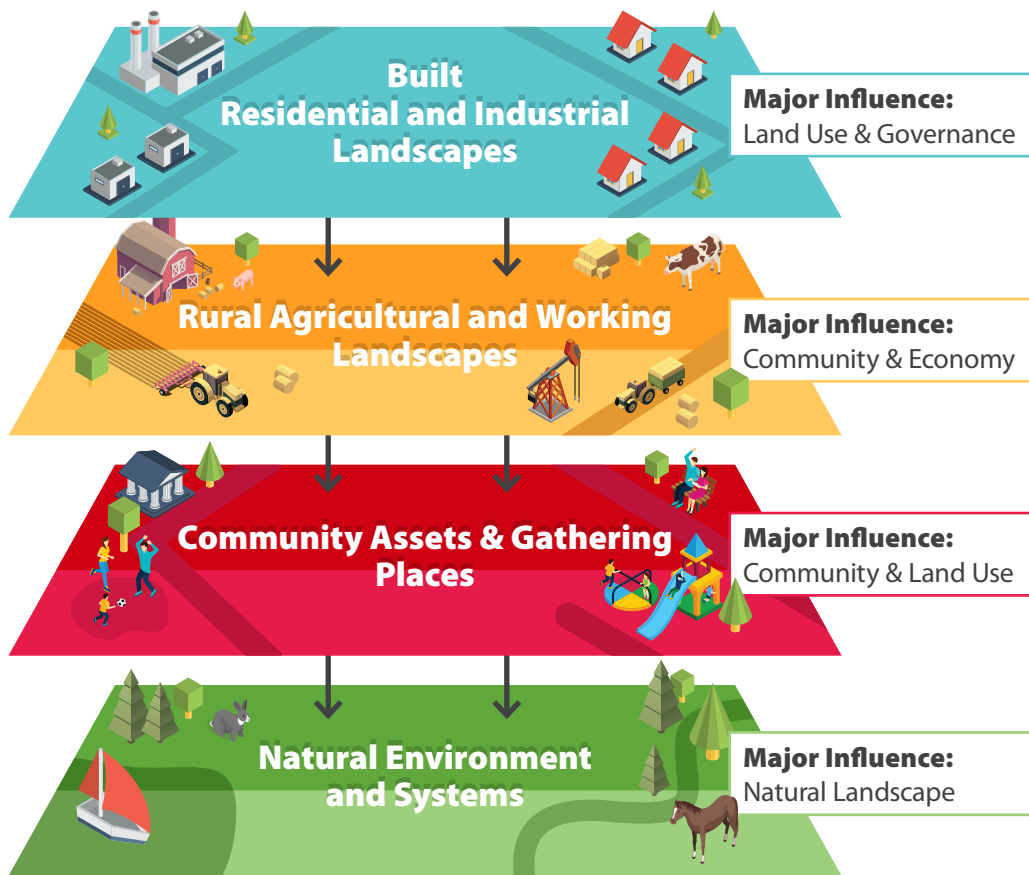 Built
Residential and Industrial
Landscapes
Major Influence:
Land Use & Governance
Rural Agricultural and Working
Landscapes
Major Influence:
Community & Economy
Community Assets & Gathering
Places
Major Influence:
Community & Land Use
Natural Environment
and Systems
Major Influence:
Natural Landscape